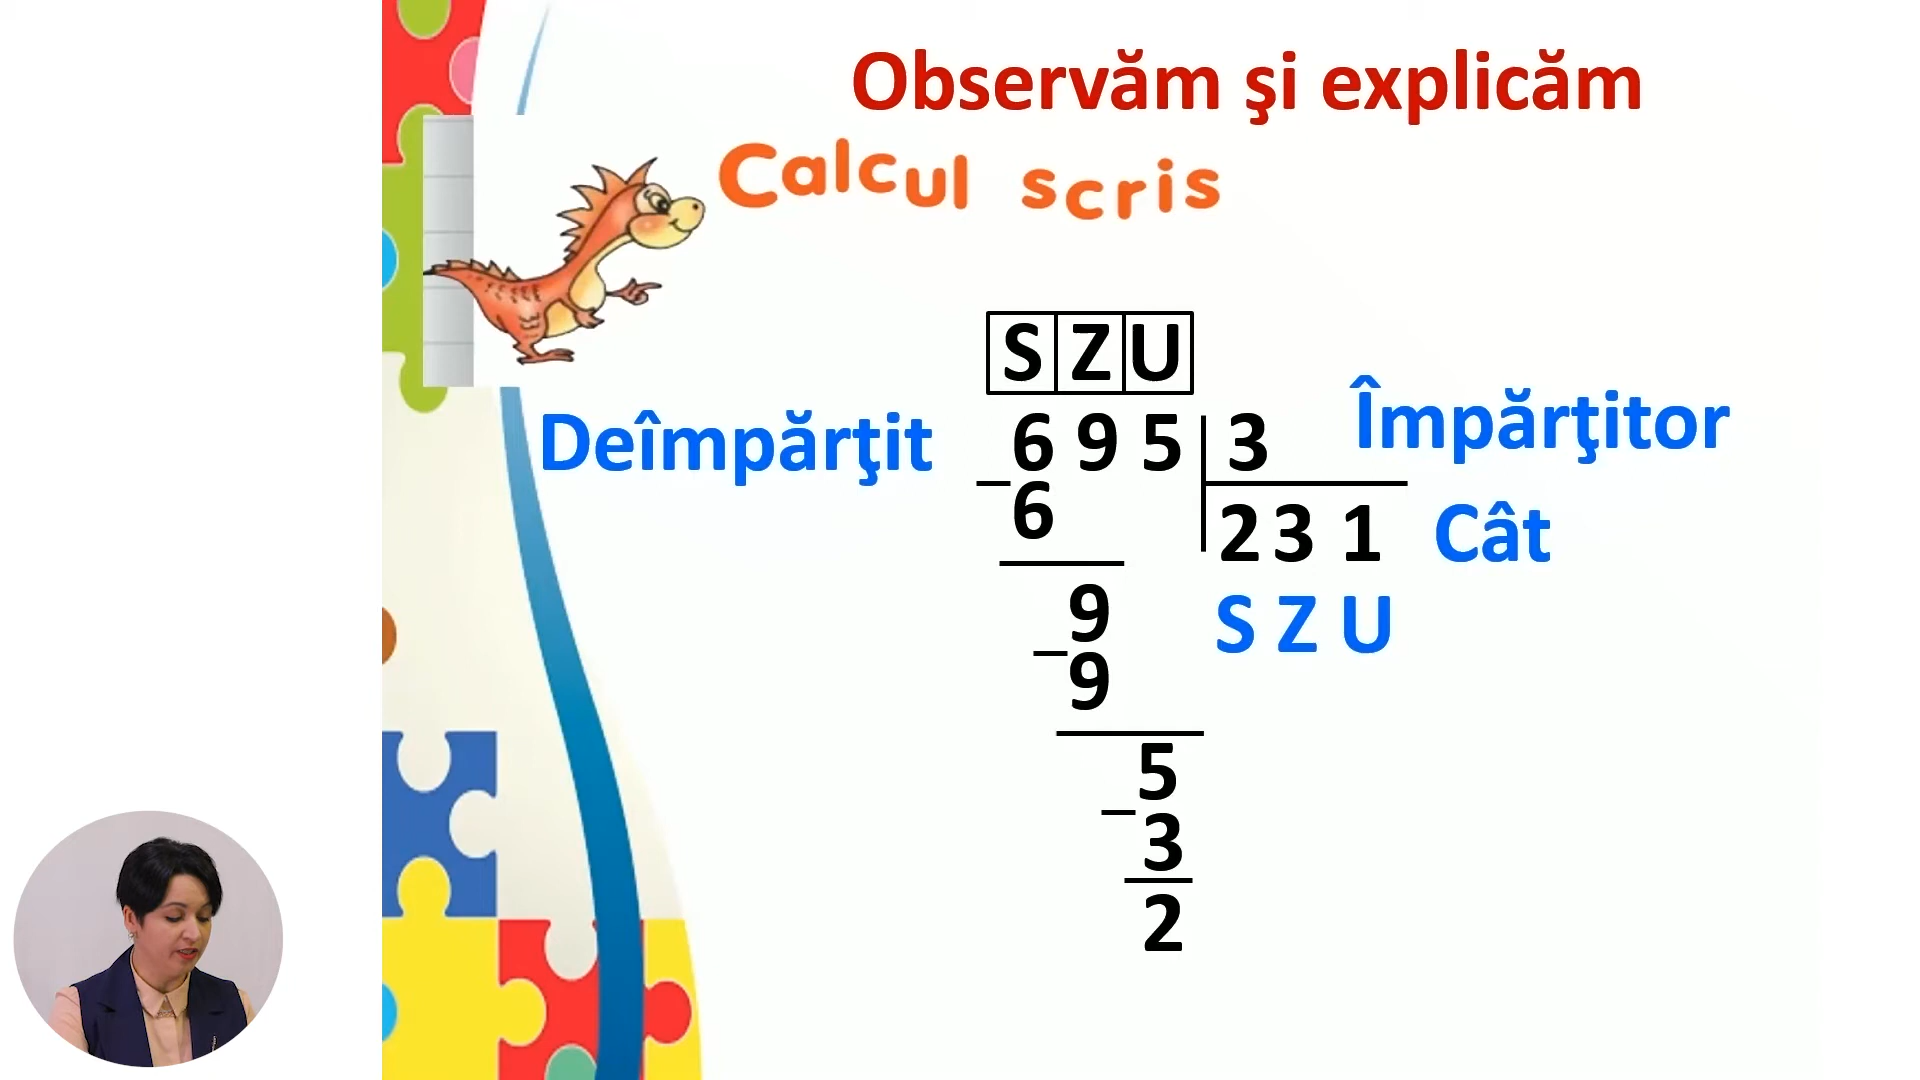 Observăm şi explicăm
Calcul scris
S Z U
Deîmpărţit 6 9 5 3 Împărţitor
– 6
2 3 1 Cât
S Z U
9
– 9
5
– 3
2